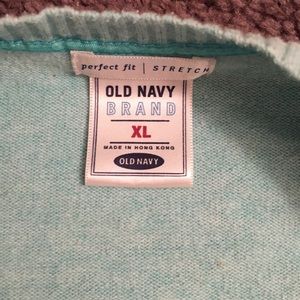 perfect fit | STRETCH
OLD NAVY
BRAND
XL
MADE IN HONG KONG
OLD NAVY